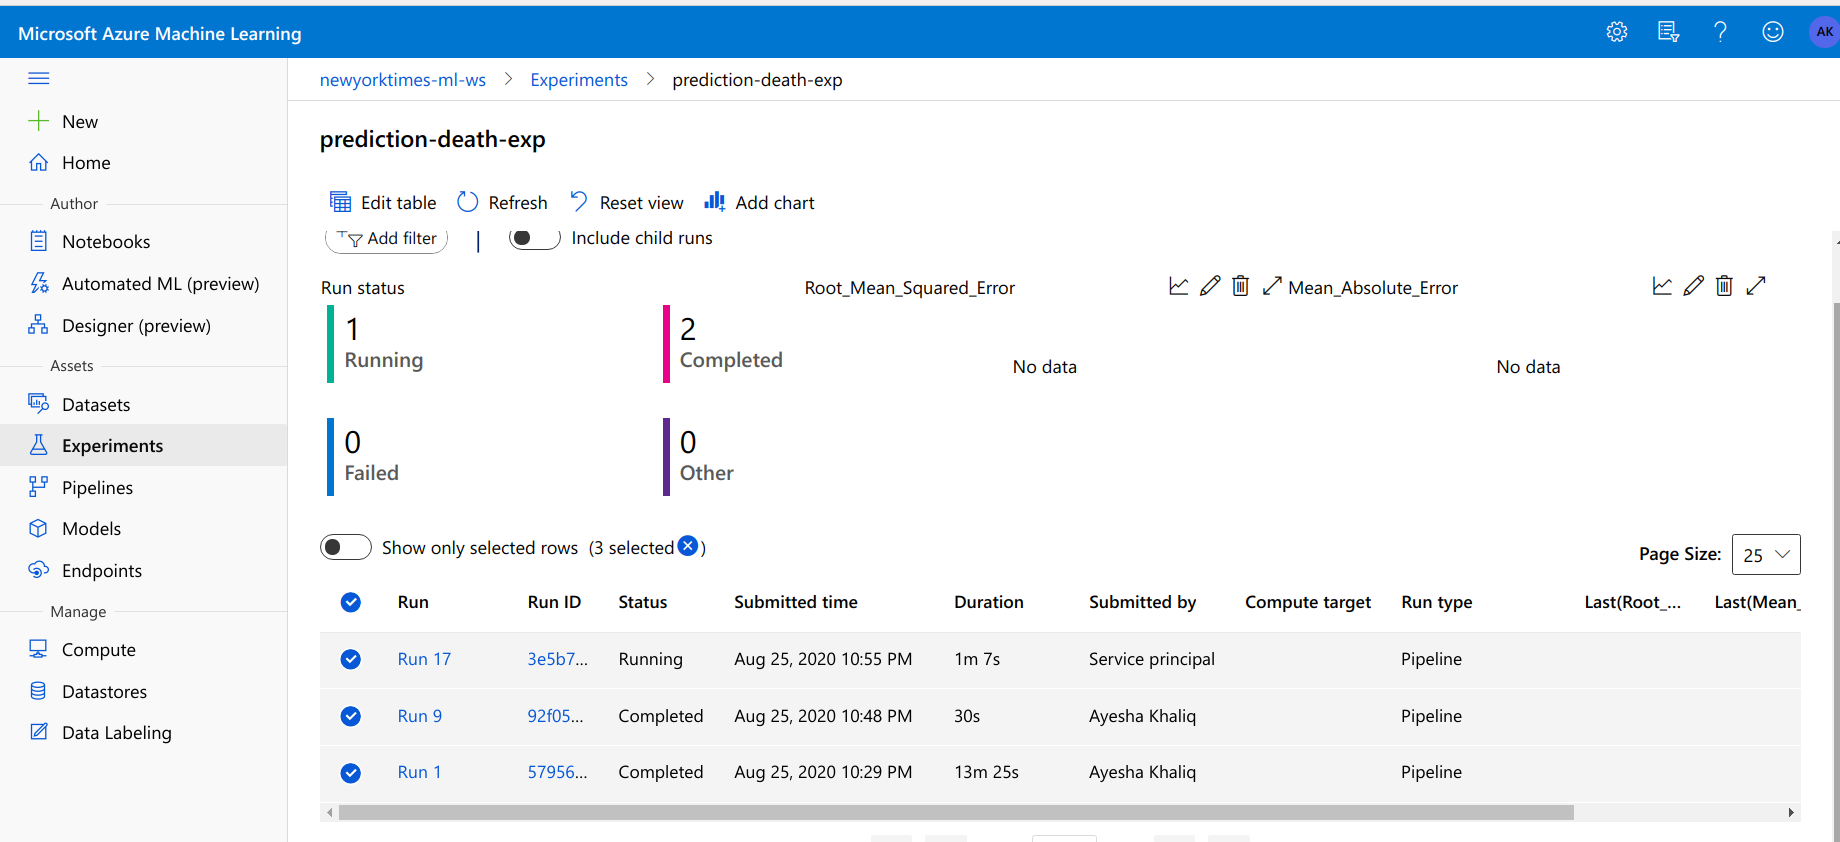 Microsoft Azure Machine Learning
AK
newyorktimes-ml-ws > Experiments > prediction-death-exp
New
Home
Author
Notebooks
Automated ML (preview)
Designer (preview)
Assets
Datasets
Experiments
Pipelines
Models
Endpoints
Manage
Compute
Datastores
Data Labeling
prediction-death-exp
Edit table Refresh Reset view Add chart
Add filter | Include child runs
Run status
1
Running
2
Completed
0
Failed
0
Other
Root_Mean_Squared_Error
No data
Mean_Absolute_Error
No data
Show only selected rows (3 selected )
Page Size: 25
Run Run ID Status Submitted time Duration Submitted by Compute target Run type Last(Root_... Last(Mean_
Run 17 3e5b7... Running Aug 25, 2020 10:55 PM 1m 7s Service principal Pipeline
Run 9 92f05... Completed Aug 25, 2020 10:48 PM 30s Ayesha Khaliq Pipeline
Run 1 57956... Completed Aug 25, 2020 10:29 PM 13m 25s Ayesha Khaliq Pipeline